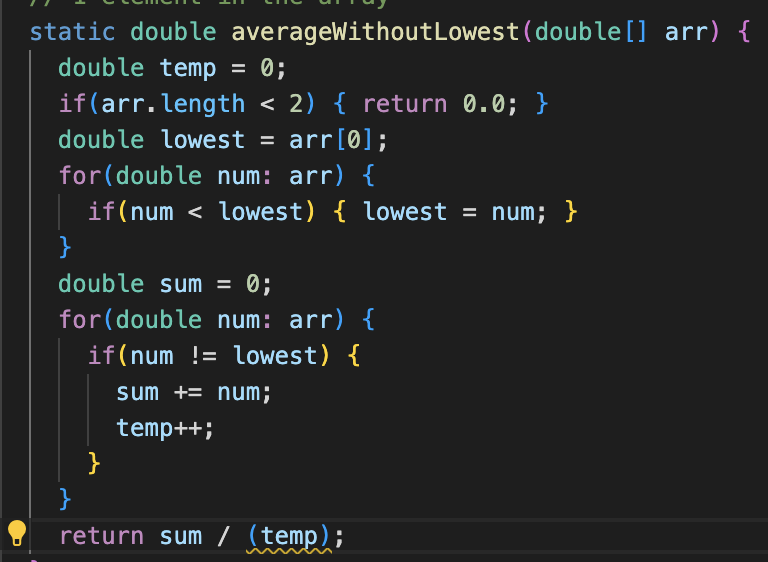 // 1 element in the array
static double averageWithoutLowest(double[] arr) {
double temp = 0;
if(arr.length < 2) { return 0.0; }
double lowest = arr[0];
for(double num: arr) {
if(num < lowest) { lowest = num; }
}
double sum = 0;
for(double num: arr) {
if(num != lowest) {
sum += num;
temp++;
}
}
return sum / (temp);